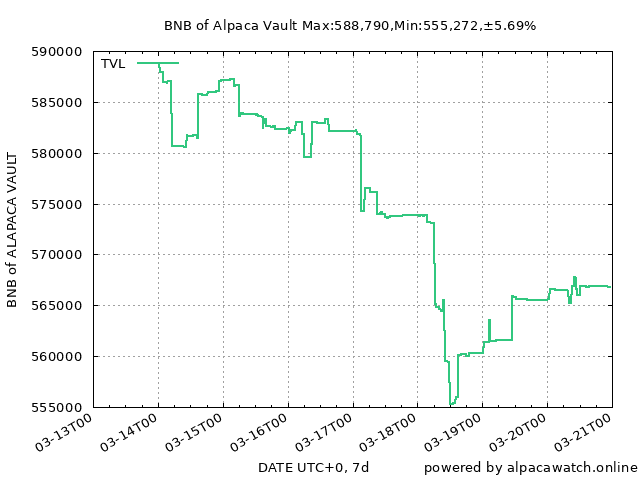 BNB of Alpaca Vault Max:588,790,Min:555,272,±5.69%
TVL
590000
585000
580000
575000
570000
565000
560000
555000
BNB of ALAPACA VAULT
03-13T00
03-14T00
03-15T00
03-16T00
03-17T00
03-18T00
03-19T00
03-20T00
03-21T00
DATE UTC+0, 7d
powered by alpacawatch.online